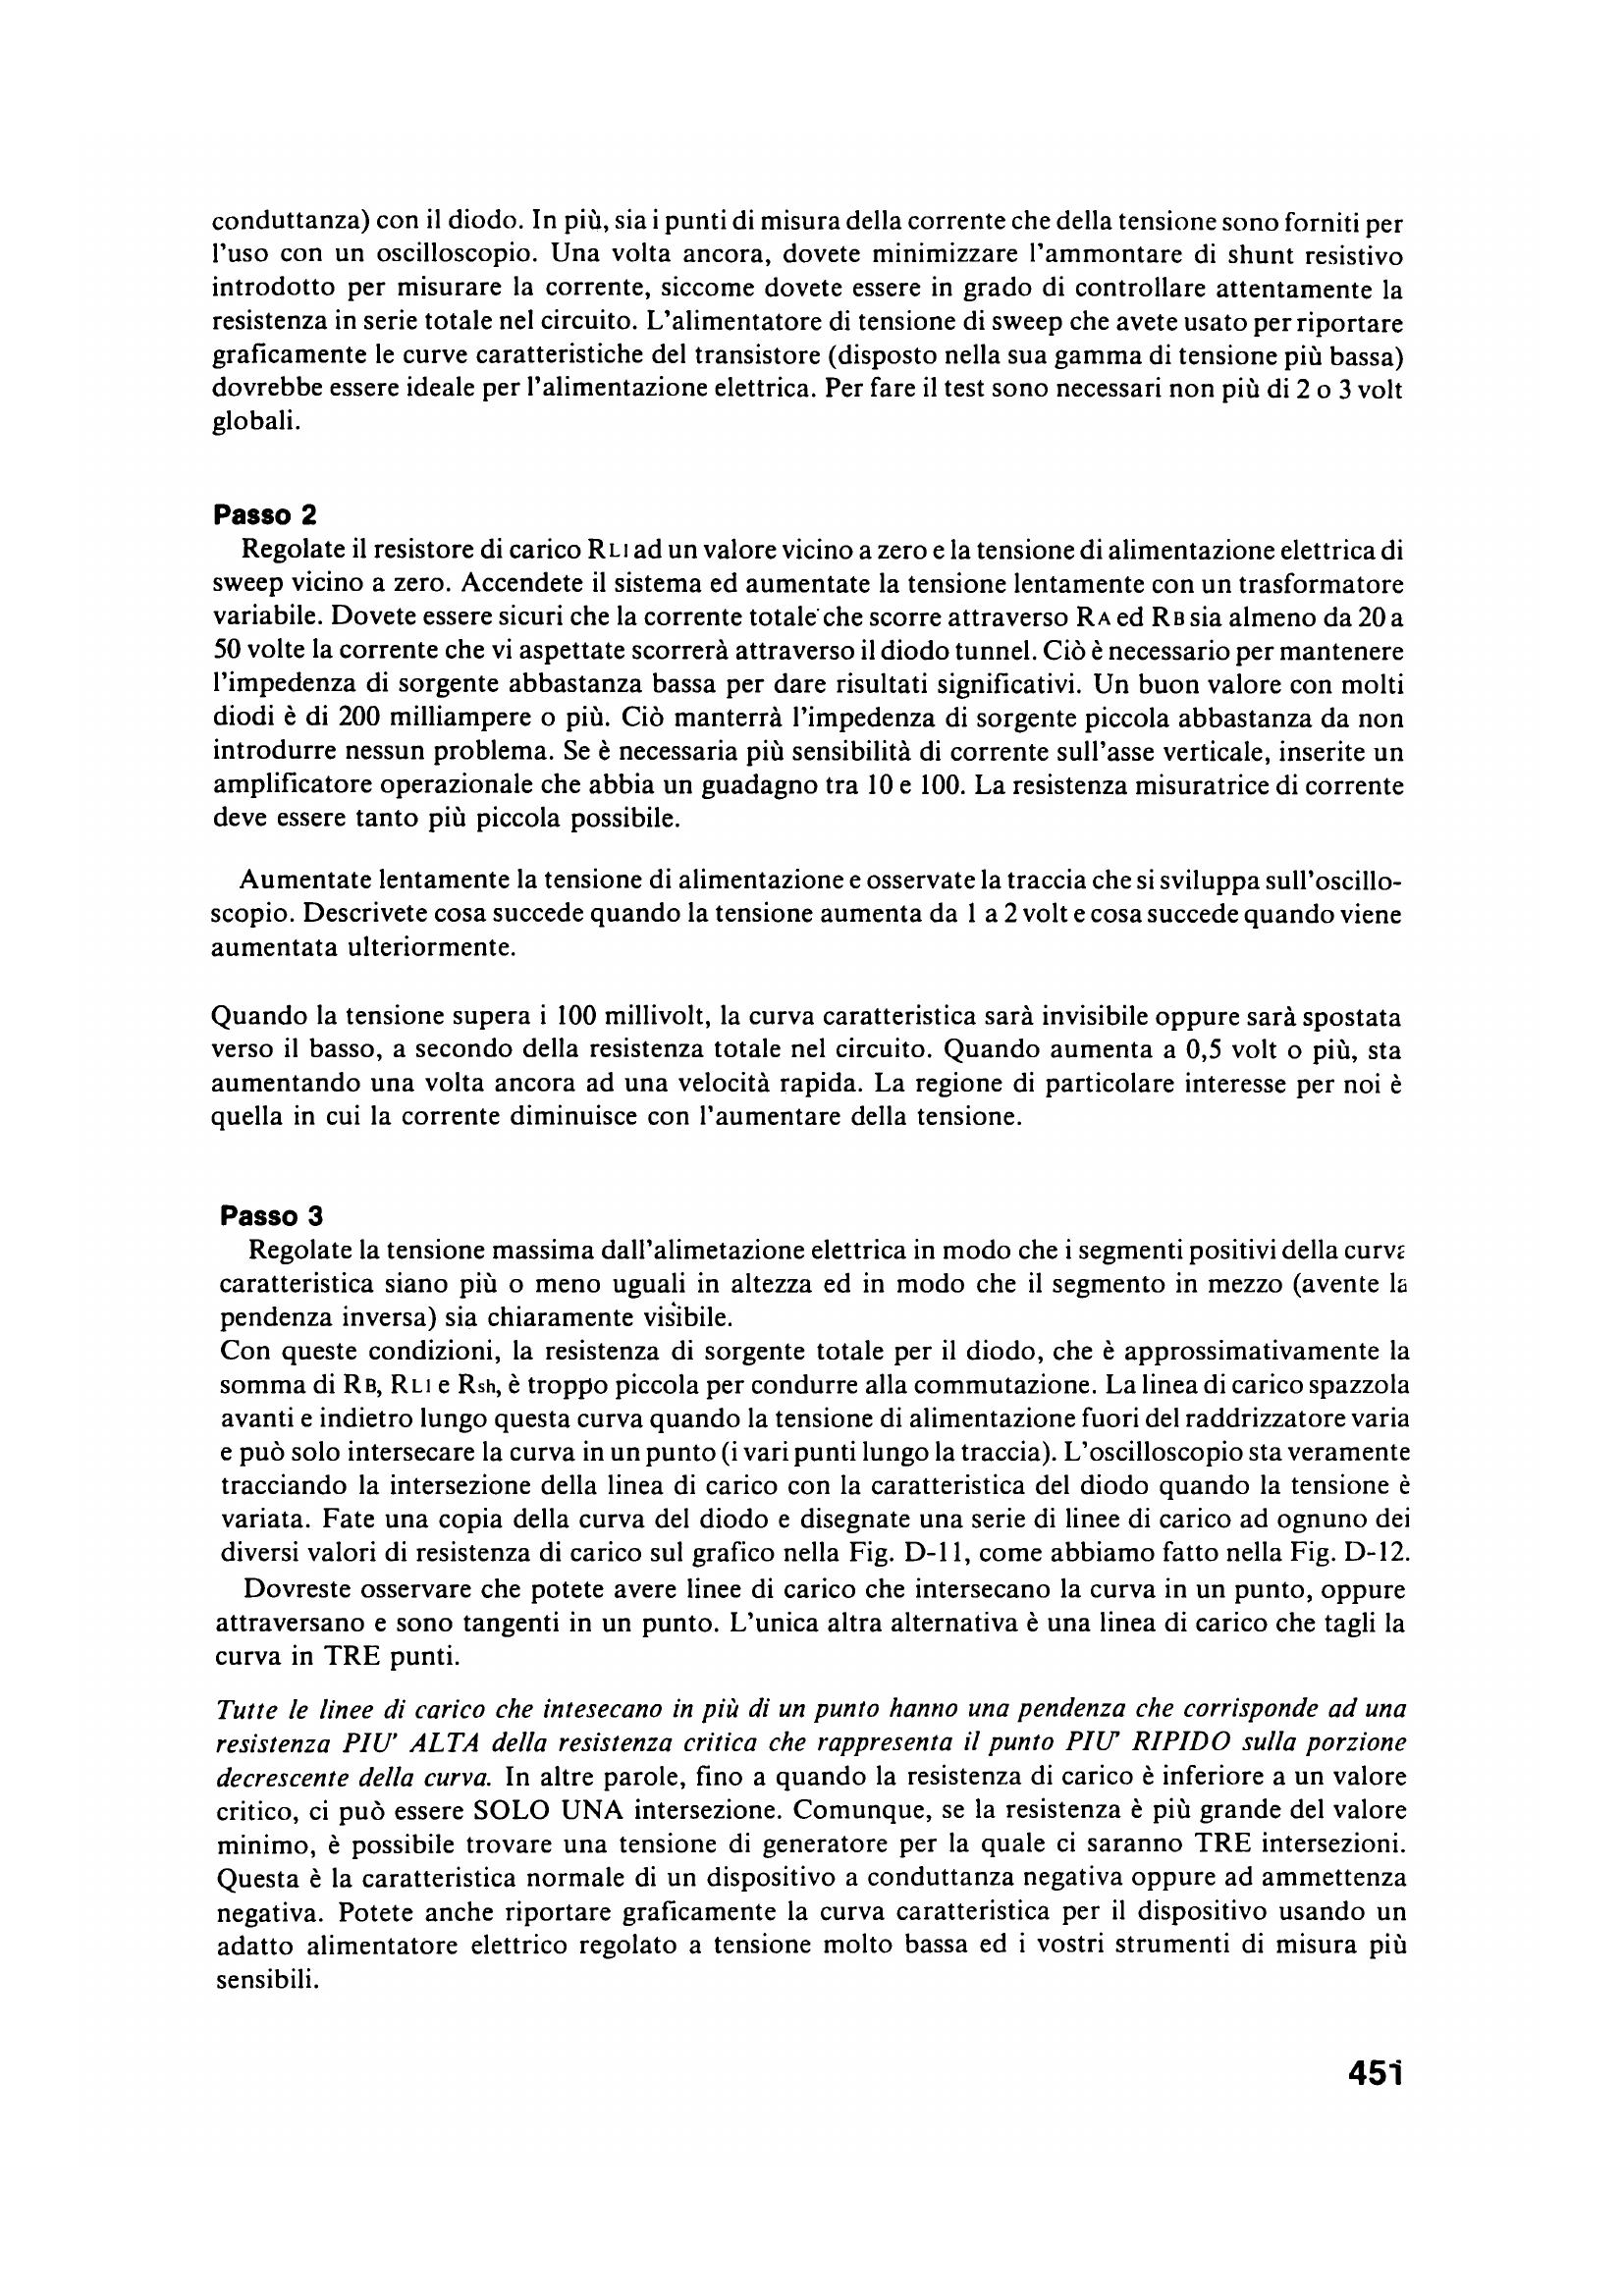 conduttanza) con il diodo. In più, sia i punti di misura della corrente che della tensione sono forniti per
l'uso con un oscilloscopio. Una volta ancora, dovete minimizzare l'ammontare di shunt resistivo
introdotto per misurare la corrente, siccome dovete essere in grado di controllare attentamente la
resistenza in serie totale nel circuito. L'alimentatore di tensione di sweep che avete usato per riportare
graficamente le curve caratteristiche del transistore (disposto nella sua gamma di tensione più bassa)
dovrebbe essere ideale per l'alimentazione elettrica. Per fare il test sono necessari non più di 2 o 3 volt
globali.
Passo 2
Regolate il resistore di carico RL1 ad un valore vicino a zero e la tensione di alimentazione elettrica di
sweep vicino a zero. Accendete il sistema ed aumentate la tensione lentamente con un trasformatore
variabile. Dovete essere sicuri che la corrente totale che scorre attraverso RA ed RB sia almeno da 20 a
50 volte la corrente che vi aspettate scorrerà attraverso il diodo tunnel. Ciò è necessario per mantenere
l'impedenza di sorgente abbastanza bassa per dare risultati significativi. Un buon valore con molti
diodi è di 200 milliampere o più. Ciò manterrà l'impedenza di sorgente piccola abbastanza da non
introdurre nessun problema. Se è necessaria più sensibilità di corrente sull'asse verticale, inserite un
amplificatore operazionale che abbia un guadagno tra 10 e 100. La resistenza misuratrice di corrente
deve essere tanto più piccola possibile.
Aumentate lentamente la tensione di alimentazione e osservate la traccia che si sviluppa sull'oscillo-
scopio. Descrivete cosa succede quando la tensione aumenta da 1 a 2 volt e cosa succede quando viene
aumentata ulteriormente.
Quando la tensione supera i 100 millivolt, la curva caratteristica sarà invisibile oppure sarà spostata
verso il basso, a secondo della resistenza totale nel circuito. Quando aumenta a 0,5 volt o più, sta
aumentando una volta ancora ad una velocità rapida. La regione di particolare interesse per noi è
quella in cui la corrente diminuisce con l'aumentare della tensione.
Passo 3
Regolate la tensione massima dall'alimetazione elettrica in modo che i segmenti positivi della curva
caratteristica siano più o meno uguali in altezza ed in modo che il segmento in mezzo (avente la
pendenza inversa) sia chiaramente visibile.
Con queste condizioni, la resistenza di sorgente totale per il diodo, che è approssimativamente la
somma di RB, RL1 e Rsh, è troppo piccola per condurre alla commutazione. La linea di carico spazzola
avanti e indietro lungo questa curva quando la tensione di alimentazione fuori del raddrizzatore varia
e può solo intersecare la curva in un punto (i vari punti lungo la traccia). L'oscilloscopio sta veramente
tracciando la intersezione della linea di carico con la caratteristica del diodo quando la tensione è
variata. Fate una copia della curva del diodo e disegnate una serie di linee di carico ad ognuno dei
diversi valori di resistenza di carico sul grafico nella Fig. D-11, come abbiamo fatto nella Fig. D-12.
Dovreste osservare che potete avere linee di carico che intersecano la curva in un punto, oppure
attraversano e sono tangenti in un punto. L'unica altra alternativa è una linea di carico che tagli la
curva in TRE punti.
Tutte le linee di carico che intesecano in più di un punto hanno una pendenza che corrisponde ad una
resistenza PIU' ALTA della resistenza critica che rappresenta il punto PIU' RIPIDO sulla porzione
decrescente della curva. In altre parole, fino a quando la resistenza di carico è inferiore a un valore
critico, ci può essere SOLO UNA intersezione. Comunque, se la resistenza è più grande del valore
minimo, è possibile trovare una tensione di generatore per la quale ci saranno TRE intersezioni.
Questa è la caratteristica normale di un dispositivo a conduttanza negativa oppure ad ammettenza
negativa. Potete anche riportare graficamente la curva caratteristica per il dispositivo usando un
adatto alimentatore elettrico regolato a tensione molto bassa ed i vostri strumenti di misura più
sensibili.
451